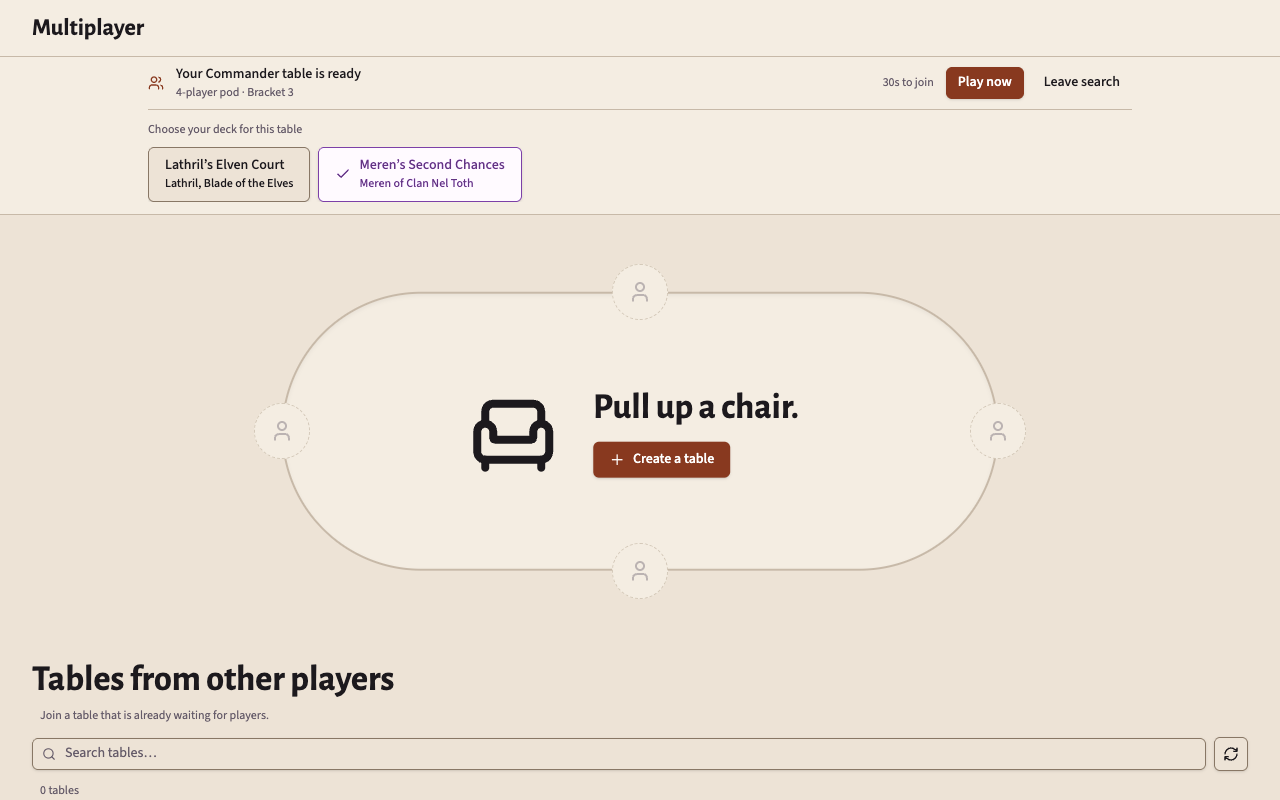 Multiplayer
Your Commander table is ready
4-player pod · Bracket 3
30s to join
Play now
Leave search
Choose your deck for this table
Lathril’s Elven Court
Lathril, Blade of the Elves
Meren’s Second Chances
Meren of Clan Nel Toth
Pull up a chair.
Create a table
Tables from other players
Join a table that is already waiting for players.
Search tables…
0 tables